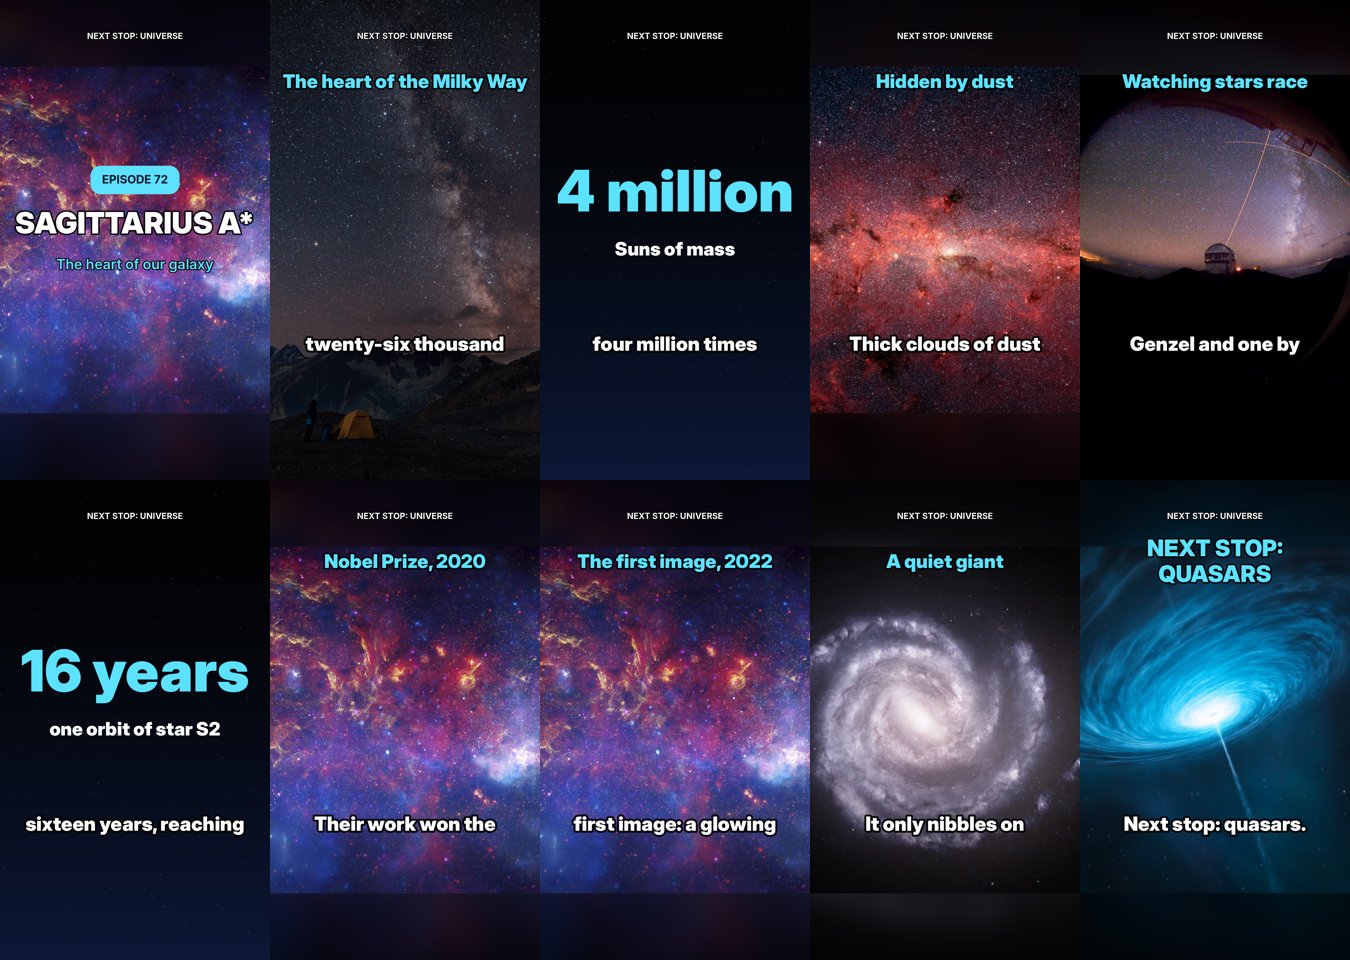 NEXT STOP: UNIVERSE
EPISODE 72
SAGITTARIUS A*
The heart of our galaxy
NEXT STOP: UNIVERSE
The heart of the Milky Way
twenty-six thousand
NEXT STOP: UNIVERSE
4 million
Suns of mass
four million times
NEXT STOP: UNIVERSE
Hidden by dust
Thick clouds of dust
NEXT STOP: UNIVERSE
Watching stars race
Genzel and one by
NEXT STOP: UNIVERSE
16 years
one orbit of star S2
sixteen years, reaching
NEXT STOP: UNIVERSE
Nobel Prize, 2020
Their work won the
NEXT STOP: UNIVERSE
The first image, 2022
first image: a glowing
NEXT STOP: UNIVERSE
A quiet giant
It only nibbles on
NEXT STOP: UNIVERSE
NEXT STOP:
QUASARS
Next stop: quasars.